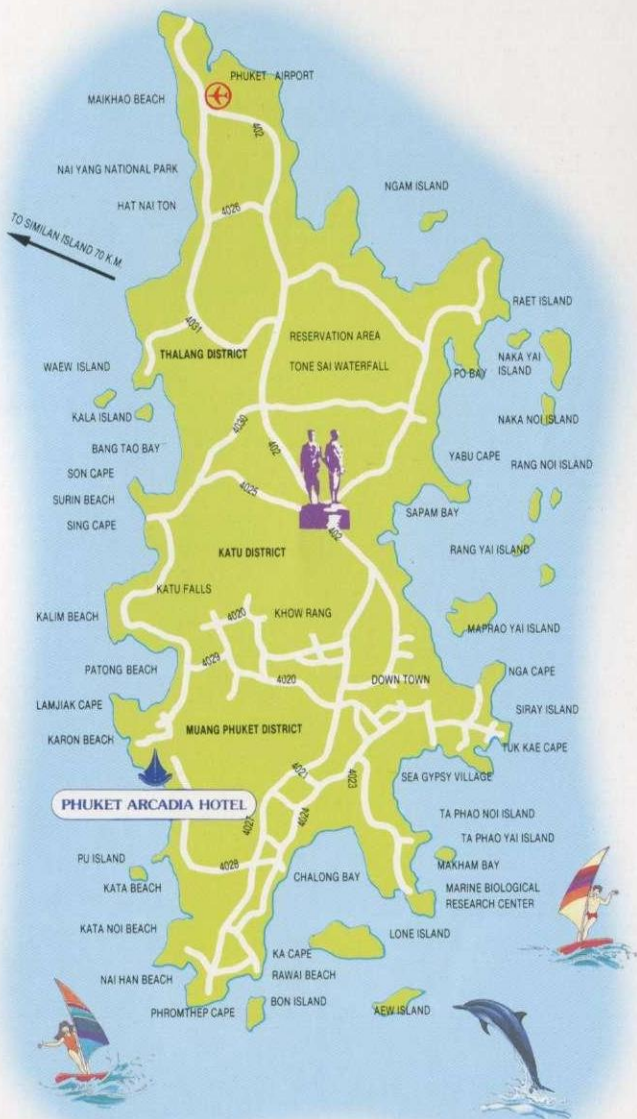 PHUKET AIRPORT
MAIKHAO BEACH
402
NAI YANG NATIONAL PARK
NGAM ISLAND
HAT NAI TON
4026
TO SIMILAN ISLAND 70 K.M.
RAET ISLAND
4031
RESERVATION AREA
THALANG DISTRICT
NAKA YAI
ISLAND
TONE SAI WATERFALL
WAEW ISLAND
PO BAY
KALA ISLAND
NAKA NOI ISLAND
4030
402
BANG TAO BAY
YABU CAPE
SON CAPE
RANG NOI ISLAND
4025
SURIN BEACH
SAPAM BAY
SING CAPE
402
KATU DISTRICT
RANG YAI ISLAND
KATU FALLS
KALIM BEACH
4020
KHOW RANG
MAPRAO YAI ISLAND
PATONG BEACH
4029
4020
DOWN TOWN
NGA CAPE
LAMJIAK CAPE
SIRAY ISLAND
MUANG PHUKET DISTRICT
KARON BEACH
TUK KAE CAPE
4021
4023
SEA GYPSY VILLAGE
PHUKET ARCADIA HOTEL
4024
TA PHAO NOI ISLAND
TA PHAO YAI ISLAND
PU ISLAND
4028
MAKHAM BAY
KATA BEACH
CHALONG BAY
MARINE BIOLOGICAL
RESEARCH CENTER
KATA NOI BEACH
LONE ISLAND
KA CAPE
NAI HAN BEACH
RAWAI BEACH
BON ISLAND
PHROMTHEP CAPE
AEW ISLAND